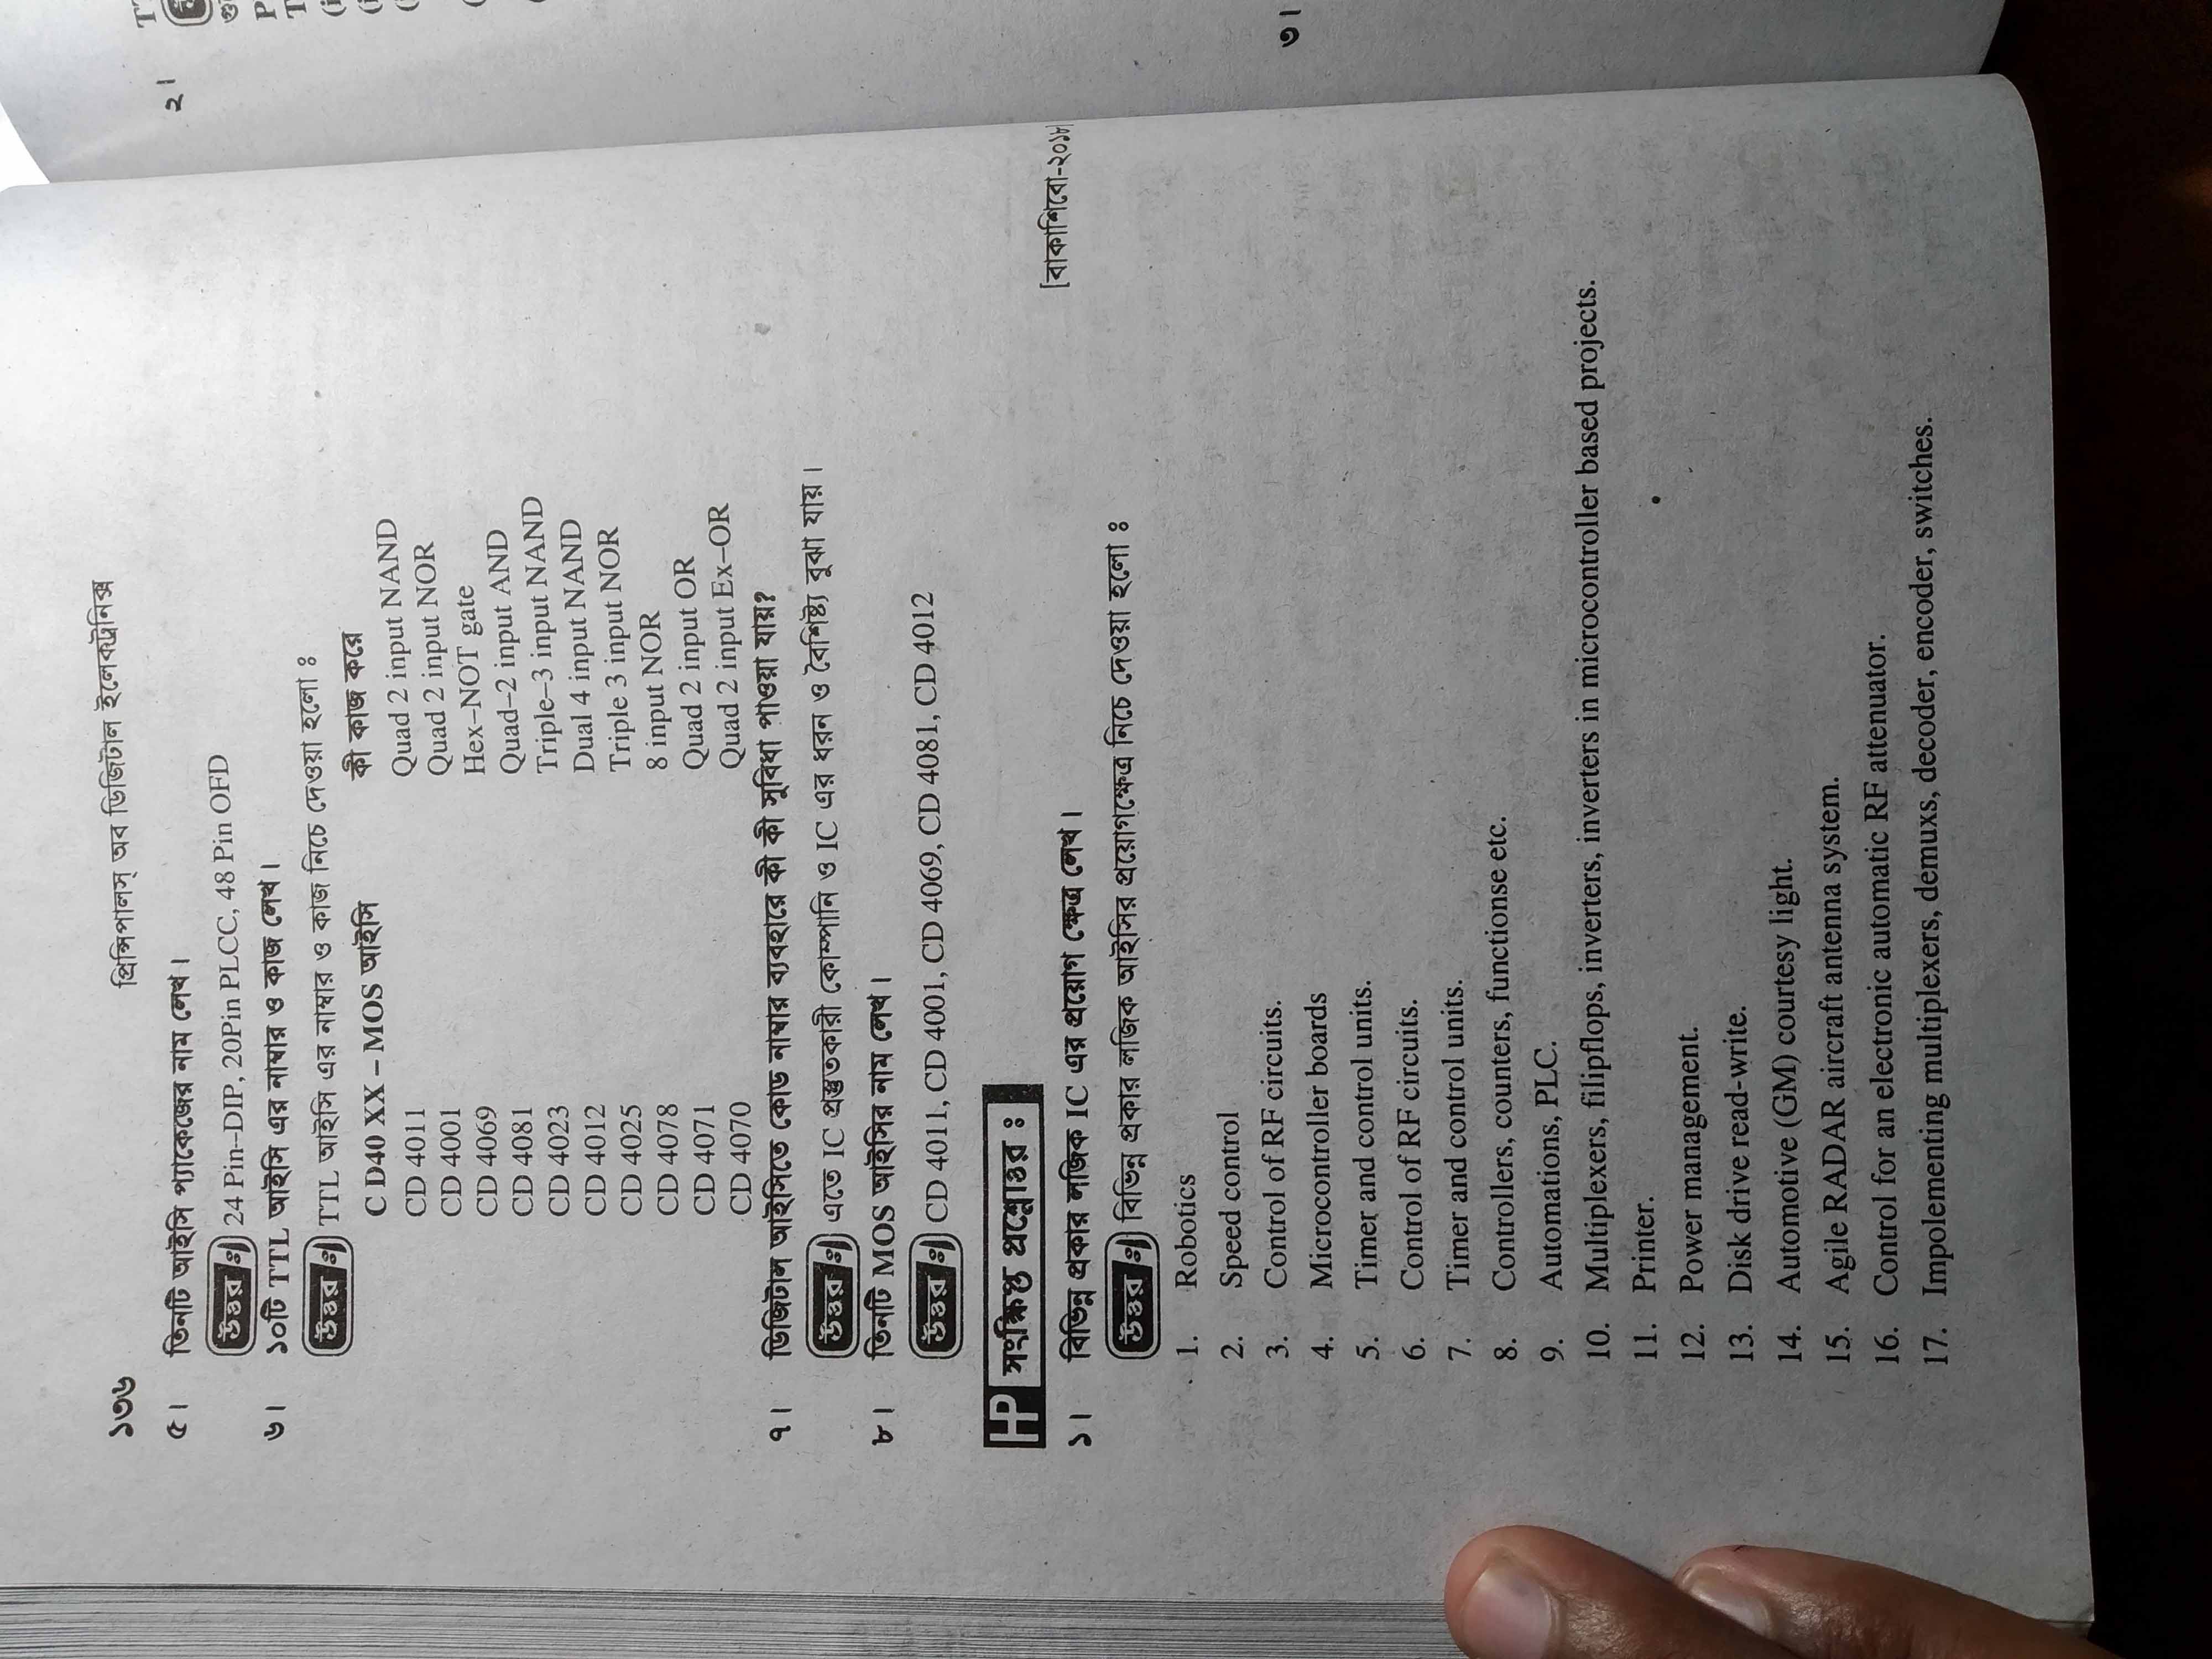 ১৩৬
প্রিন্সিপালস্ অব ডিজিটাল ইলেকট্রনিক্স
৫। তিনটি আইসি প্যাকেজের নাম লেখ।
উত্তর ঃ 24 Pin–DIP, 20Pin PLCC, 48 Pin OFD
৬। ১০টি TTL আইসি এর নাম্বার ও কাজ লেখ।
উত্তর ঃ TTL আইসি এর নাম্বার ও কাজ নিচে দেওয়া হলো ঃ
C D40 XX – MOS আইসি কী কাজ করে
CD 4011 Quad 2 input NAND
CD 4001 Quad 2 input NOR
CD 4069 Hex–NOT gate
CD 4081 Quad–2 input AND
CD 4023 Triple–3 input NAND
CD 4012 Dual 4 input NAND
CD 4025 Triple 3 input NOR
CD 4078 8 input NOR
CD 4071 Quad 2 input OR
CD 4070 Quad 2 input Ex–OR
৭। ডিজিটাল আইসিতে কোড নাম্বার ব্যবহারে কী কী সুবিধা পাওয়া যায়?
উত্তর ঃ এতে IC প্রস্তুতকারী কোম্পানি ও IC এর ধরন ও বৈশিষ্ট্য বুঝা যায়।
৮। তিনটি MOS আইসির নাম লেখ।
উত্তর ঃ CD 4011, CD 4001, CD 4069, CD 4081, CD 4012
HP সংক্ষিপ্ত প্রশ্নোত্তর ঃ
১। বিভিন্ন প্রকার লজিক IC এর প্রয়োগ ক্ষেত্র লেখ। [বাকাশিবো-২০১৮]
উত্তর ঃ বিভিন্ন প্রকার লজিক আইসির প্রয়োগক্ষেত্র নিচে দেওয়া হলো ঃ
1. Robotics
2. Speed control
3. Control of RF circuits.
4. Microcontroller boards
5. Timer and control units.
6. Control of RF circuits.
7. Timer and control units.
8. Controllers, counters, functionse etc.
9. Automations, PLC.
10. Multiplexers, filipflops, inverters, inverters in microcontroller based projects.
11. Printer.
12. Power management.
13. Disk drive read-write.
14. Automotive (GM) courtesy light.
15. Agile RADAR aircraft antenna system.
16. Control for an electronic automatic RF attenuator.
17. Impolementing multiplexers, demuxs, decoder, encoder, switches.
২।
৩।